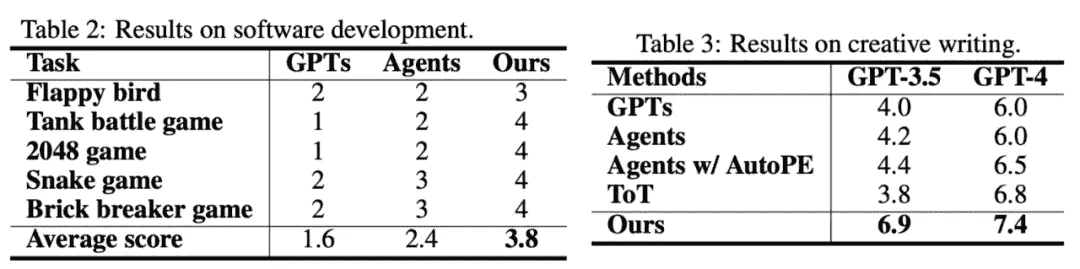 Table 2: Results on software development.
Task GPTs Agents Ours
Flappy bird 2 2 3
Tank battle game 1 2 4
2048 game 1 2 4
Snake game 2 3 4
Brick breaker game 2 3 4
Average score 1.6 2.4 3.8
Table 3: Results on creative writing.
Methods GPT-3.5 GPT-4
GPTs 4.0 6.0
Agents 4.2 6.0
Agents w/ AutoPE 4.4 6.5
ToT 3.8 6.8
Ours 6.9 7.4